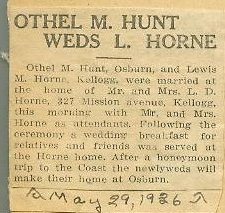 OTHEL M. HUNT
WEDS L. HORNE
Othel M. Hunt, Osburn, and Lewis
M. Horne, Kellogg, were married at
the home of Mr. and Mrs. L. D.
Horne, 327 Mission avenue, Kellogg,
this morning with Mr. and Mrs.
Horne as attendants. Following the
ceremony a wedding breakfast for
relatives and friends was served at
the Horne home. After a honeymoon
trip to the Coast the newlyweds will
make their home at Osburn.
May 29, 1936